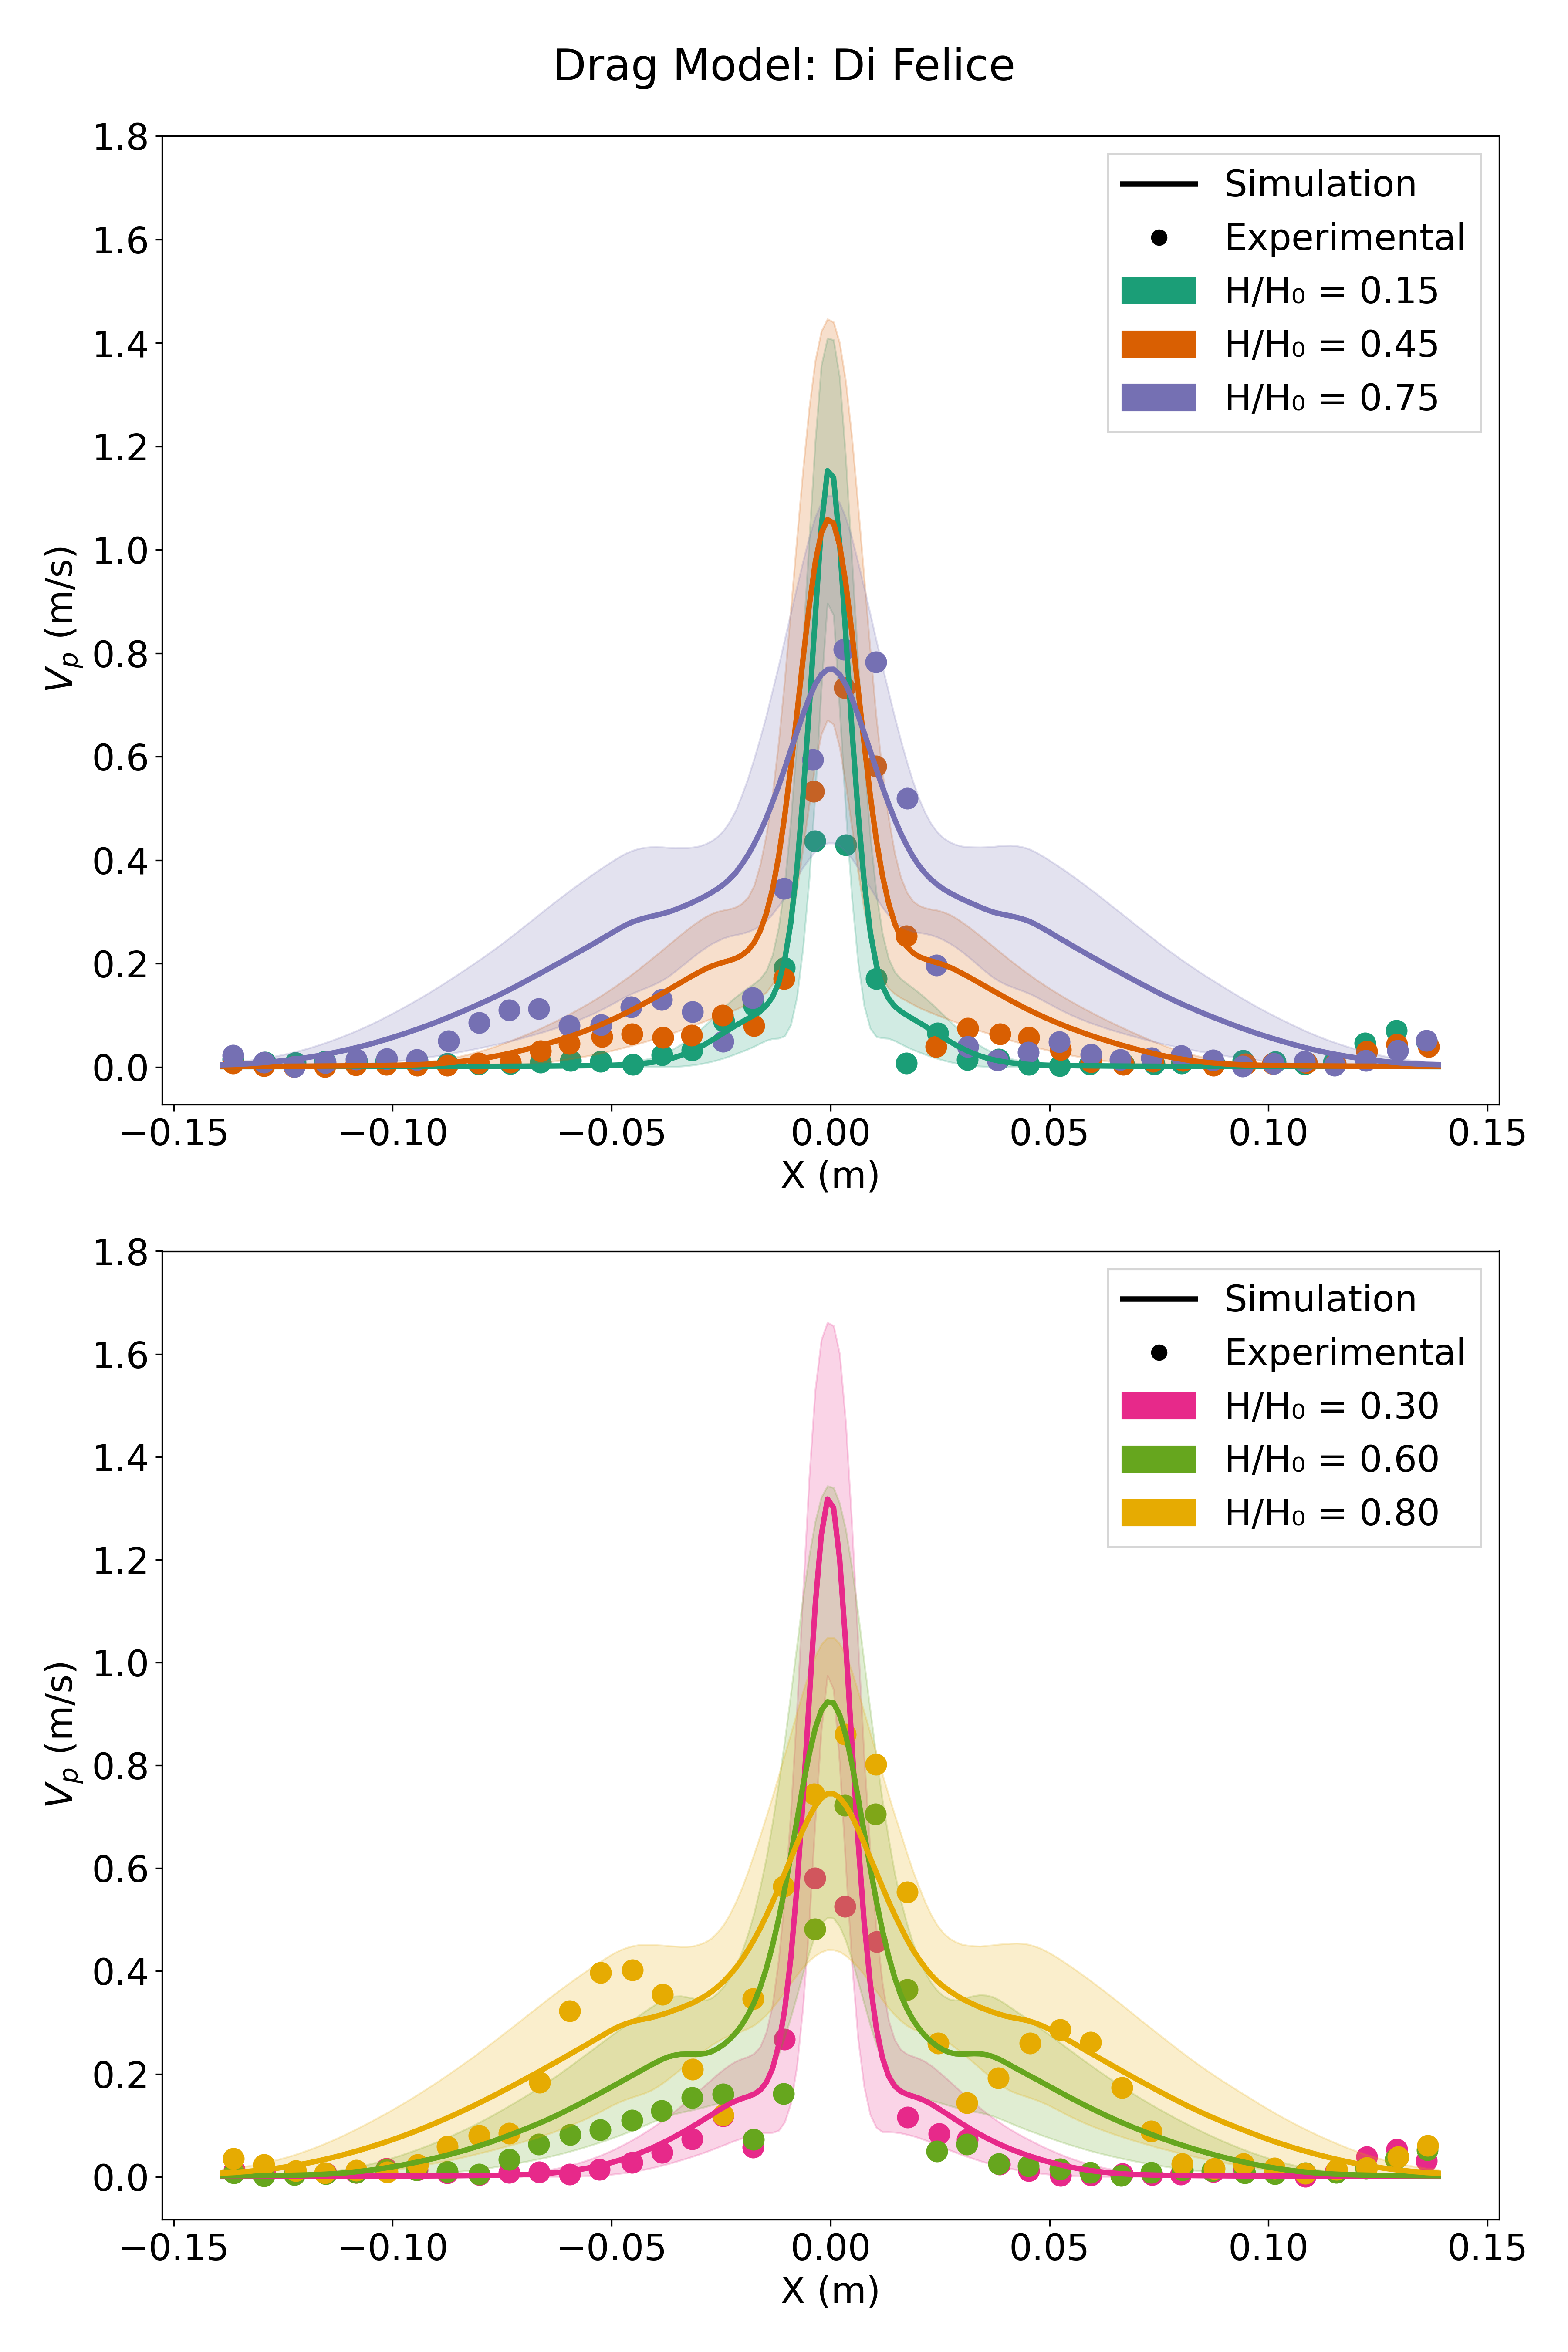 Drag Model: Di Felice
1.8
1.6
1.4
1.2
1.0
0.8
0.6
0.4
0.2
0.0
Vₚ (m/s)
Simulation
Experimental
H/H₀ = 0.15
H/H₀ = 0.45
H/H₀ = 0.75
−0.15 −0.10 −0.05 0.00 0.05 0.10 0.15
X (m)
1.8
1.6
1.4
1.2
1.0
0.8
0.6
0.4
0.2
0.0
Vₚ (m/s)
Simulation
Experimental
H/H₀ = 0.30
H/H₀ = 0.60
H/H₀ = 0.80
−0.15 −0.10 −0.05 0.00 0.05 0.10 0.15
X (m)